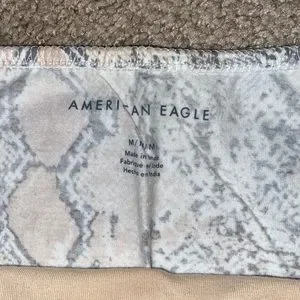 AMERICAN EAGLE
M/M/M
Made in India
Fabriqué en Inde
Hecho en India